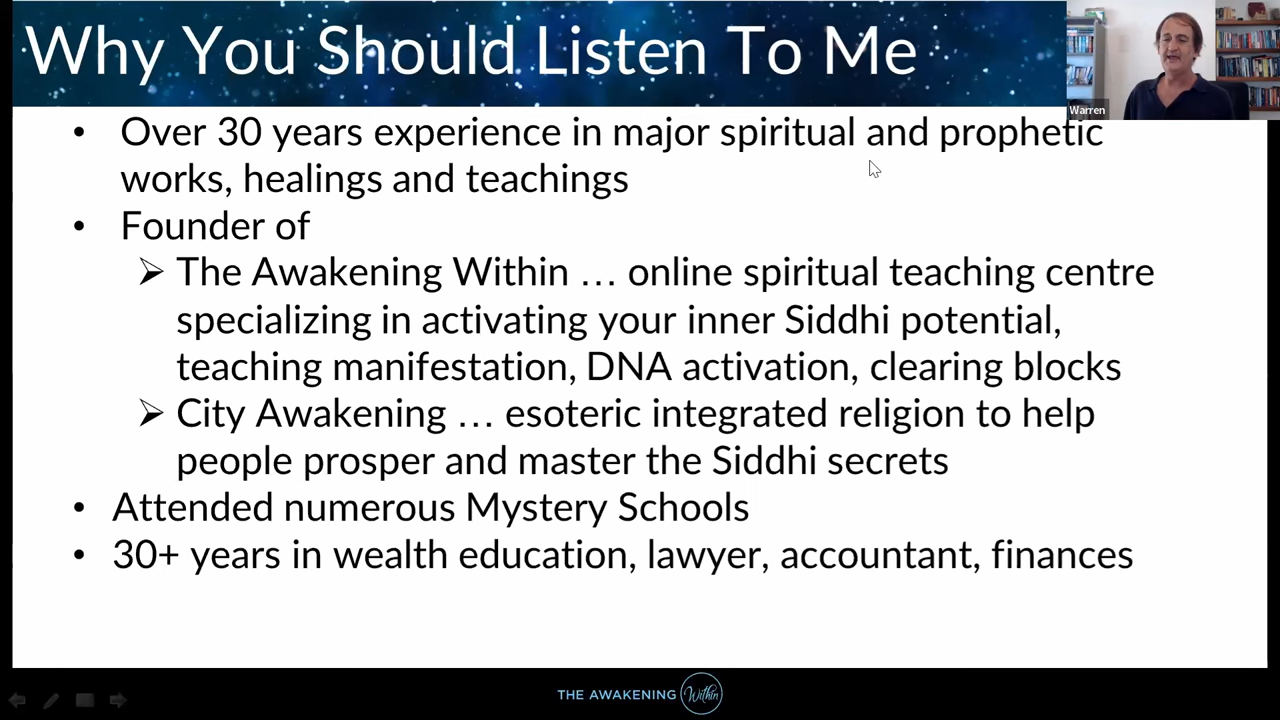 Why You Should Listen To Me
Warren
• Over 30 years experience in major spiritual and prophetic
works, healings and teachings
• Founder of
➢ The Awakening Within … online spiritual teaching centre
specializing in activating your inner Siddhi potential,
teaching manifestation, DNA activation, clearing blocks
➢ City Awakening … esoteric integrated religion to help
people prosper and master the Siddhi secrets
• Attended numerous Mystery Schools
• 30+ years in wealth education, lawyer, accountant, finances
THE AWAKENING Within